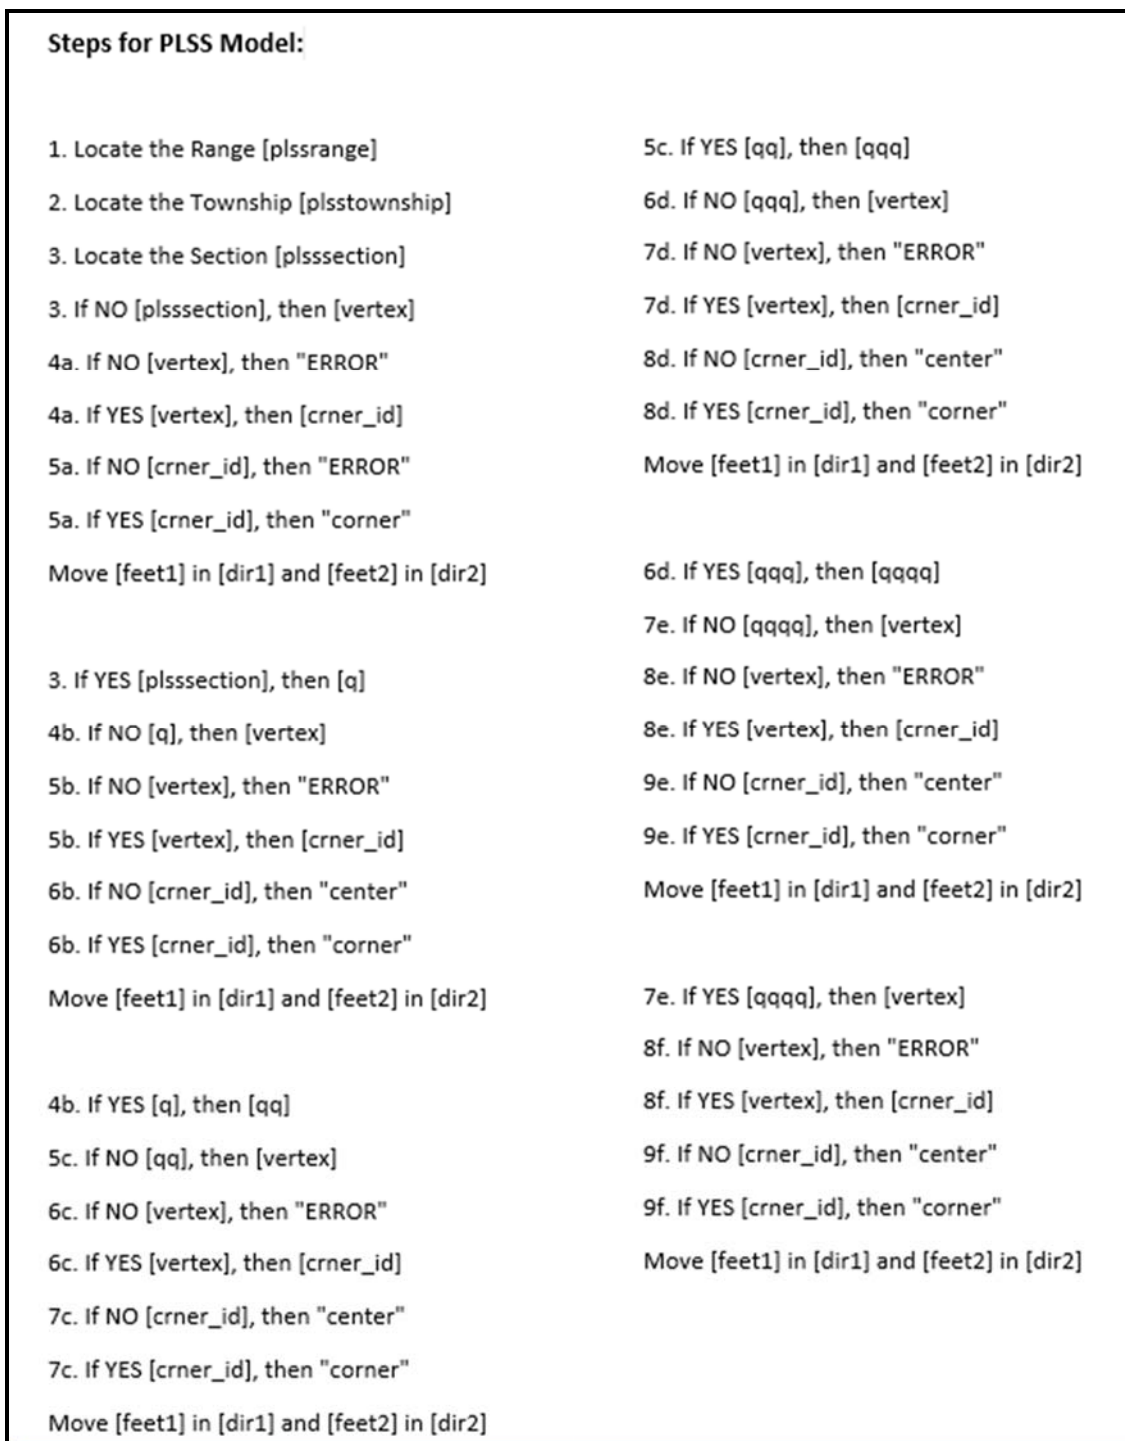 Steps for PLSS Model:
1. Locate the Range [plssrange]
2. Locate the Township [plsstownship]
3. Locate the Section [plsssection]
3. If NO [plsssection], then [vertex]
4a. If NO [vertex], then "ERROR"
4a. If YES [vertex], then [crner_id]
5a. If NO [crner_id], then "ERROR"
5a. If YES [crner_id], then "corner"
Move [feet1] in [dir1] and [feet2] in [dir2]
3. If YES [plsssection], then [q]
4b. If NO [q], then [vertex]
5b. If NO [vertex], then "ERROR"
5b. If YES [vertex], then [crner_id]
6b. If NO [crner_id], then "center"
6b. If YES [crner_id], then "corner"
Move [feet1] in [dir1] and [feet2] in [dir2]
4b. If YES [q], then [qq]
5c. If NO [qq], then [vertex]
6c. If NO [vertex], then "ERROR"
6c. If YES [vertex], then [crner_id]
7c. If NO [crner_id], then "center"
7c. If YES [crner_id], then "corner"
Move [feet1] in [dir1] and [feet2] in [dir2]
5c. If YES [qq], then [qqq]
6d. If NO [qqq], then [vertex]
7d. If NO [vertex], then "ERROR"
7d. If YES [vertex], then [crner_id]
8d. If NO [crner_id], then "center"
8d. If YES [crner_id], then "corner"
Move [feet1] in [dir1] and [feet2] in [dir2]
6d. If YES [qqq], then [qqqq]
7e. If NO [qqqq], then [vertex]
8e. If NO [vertex], then "ERROR"
8e. If YES [vertex], then [crner_id]
9e. If NO [crner_id], then "center"
9e. If YES [crner_id], then "corner"
Move [feet1] in [dir1] and [feet2] in [dir2]
7e. If YES [qqqq], then [vertex]
8f. If NO [vertex], then "ERROR"
8f. If YES [vertex], then [crner_id]
9f. If NO [crner_id], then "center"
9f. If YES [crner_id], then "corner"
Move [feet1] in [dir1] and [feet2] in [dir2]